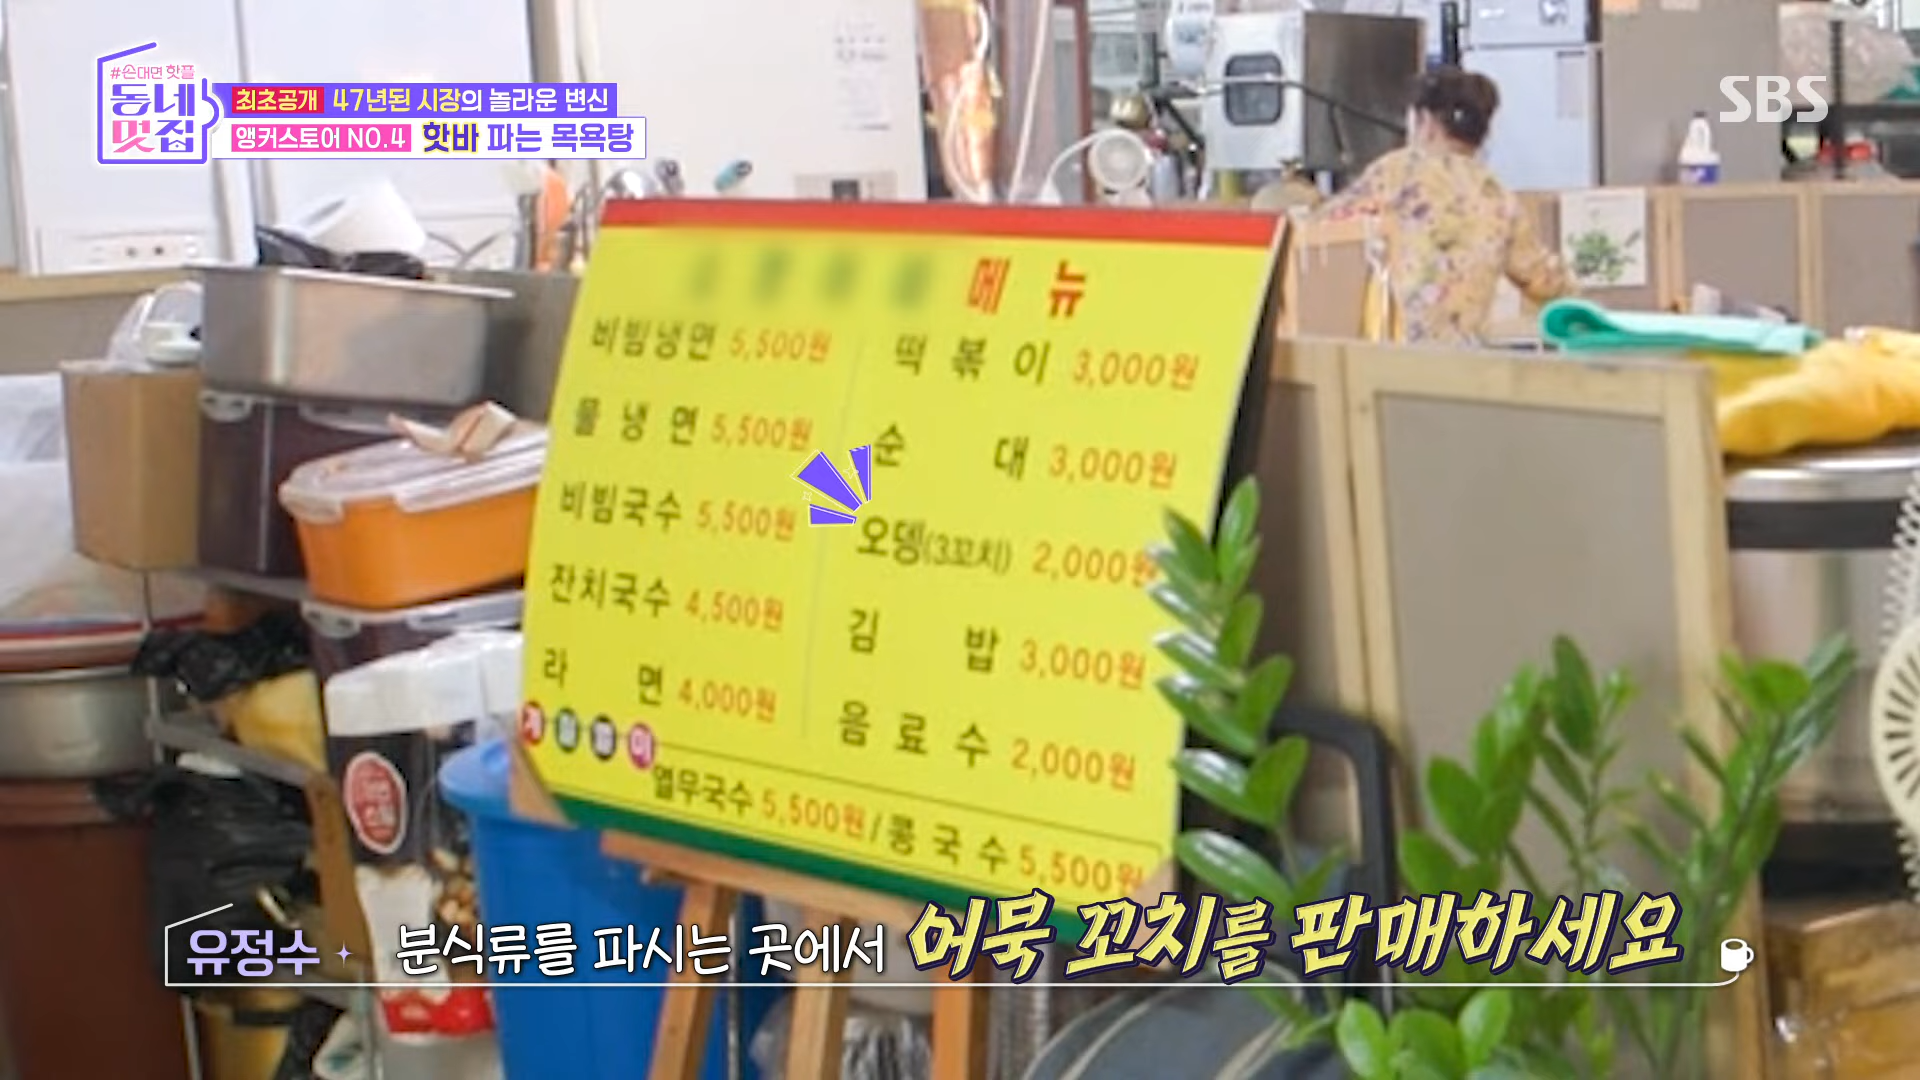 #손대면 핫플
동네
멋집
최초공개 47년된 시장의 놀라운 변신
앵커스토어 NO.4 핫바 파는 목욕탕
SBS
메 뉴
비빔냉면 5,500원
물 냉 면 5,500원
비빔국수 5,500원
잔치국수 4,500원
라 면 4,000원
떡 볶 이 3,000원
순 대 3,000원
오뎅(3꼬치) 2,000원
김 밥 3,000원
음 료 수 2,000원
계절별미
열무국수 5,500원 / 콩 국 수 5,500원
유정수 분식류를 파시는 곳에서 어묵 꼬치를 판매하세요